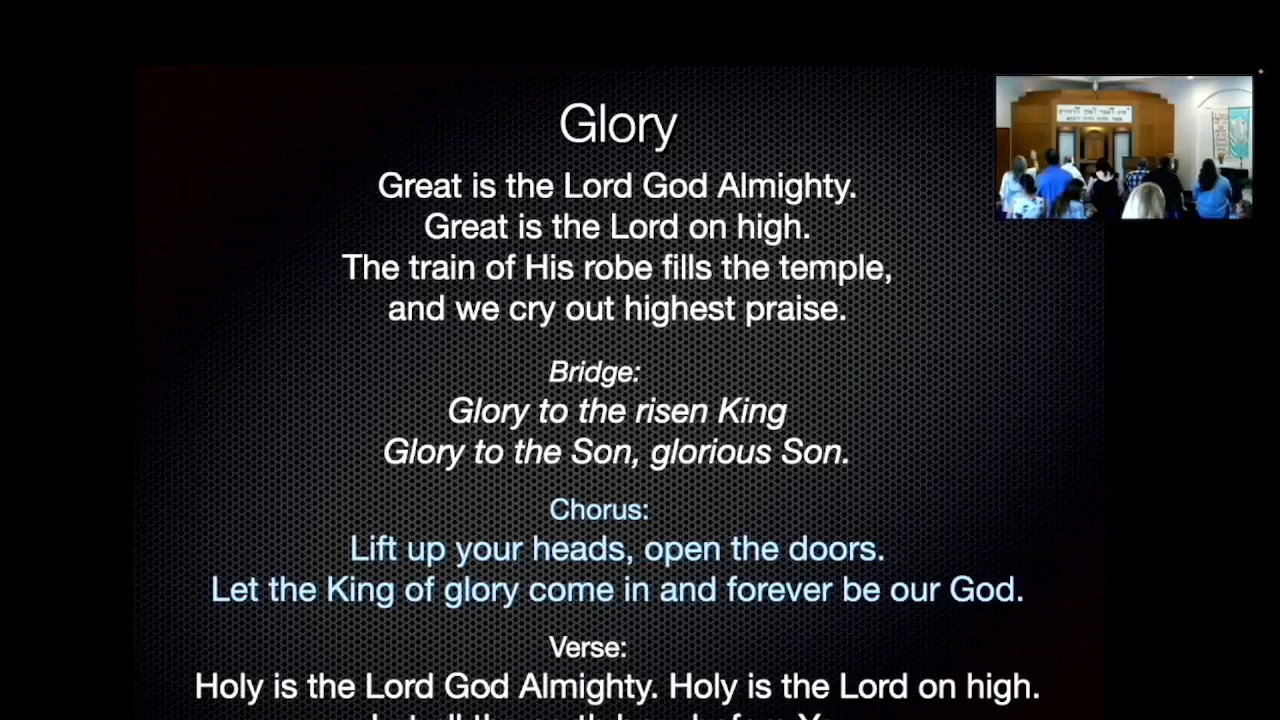 Glory
Great is the Lord God Almighty.
Great is the Lord on high.
The train of His robe fills the temple,
and we cry out highest praise.
Bridge:
Glory to the risen King
Glory to the Son, glorious Son.
Chorus:
Lift up your heads, open the doors.
Let the King of glory come in and forever be our God.
Verse:
Holy is the Lord God Almighty. Holy is the Lord on high.